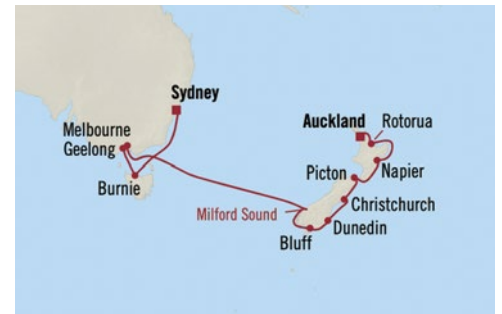 Sydney
Melbourne
Geelong
Burnie
Auckland
Rotorua
Picton
Napier
Christchurch
Milford Sound
Dunedin
Bluff